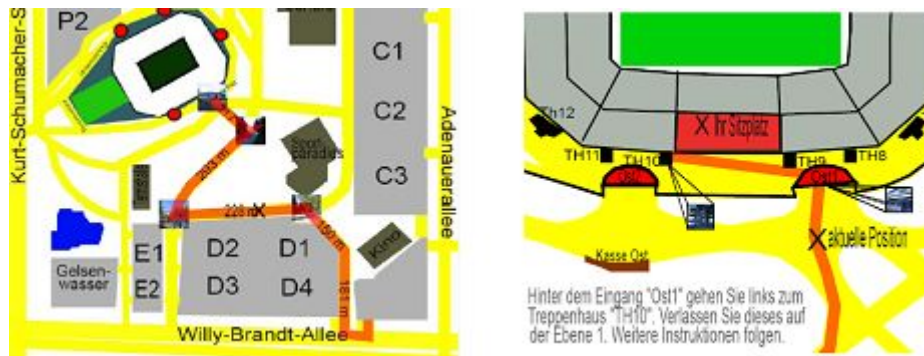 P2
Kurt-Schumacher-S
C1
C2
C3
Adenauerallee
Sport-
paradies
203 m
228 m
150 m
181 m
Kino
E1
E2
D2
D1
D3
D4
Gelsen-
wasser
Willy-Brandt-Allee
Th12
X Ihr Sitzplatz
TH11
TH10
TH9
TH8
Ost2
Ost1
X aktuelle Position
Kasse Ost
Hinter dem Eingang "Ost1" gehen Sie links zum
Treppenhaus "TH10". Verlassen Sie dieses auf
der Ebene 1. Weitere Instruktionen folgen.